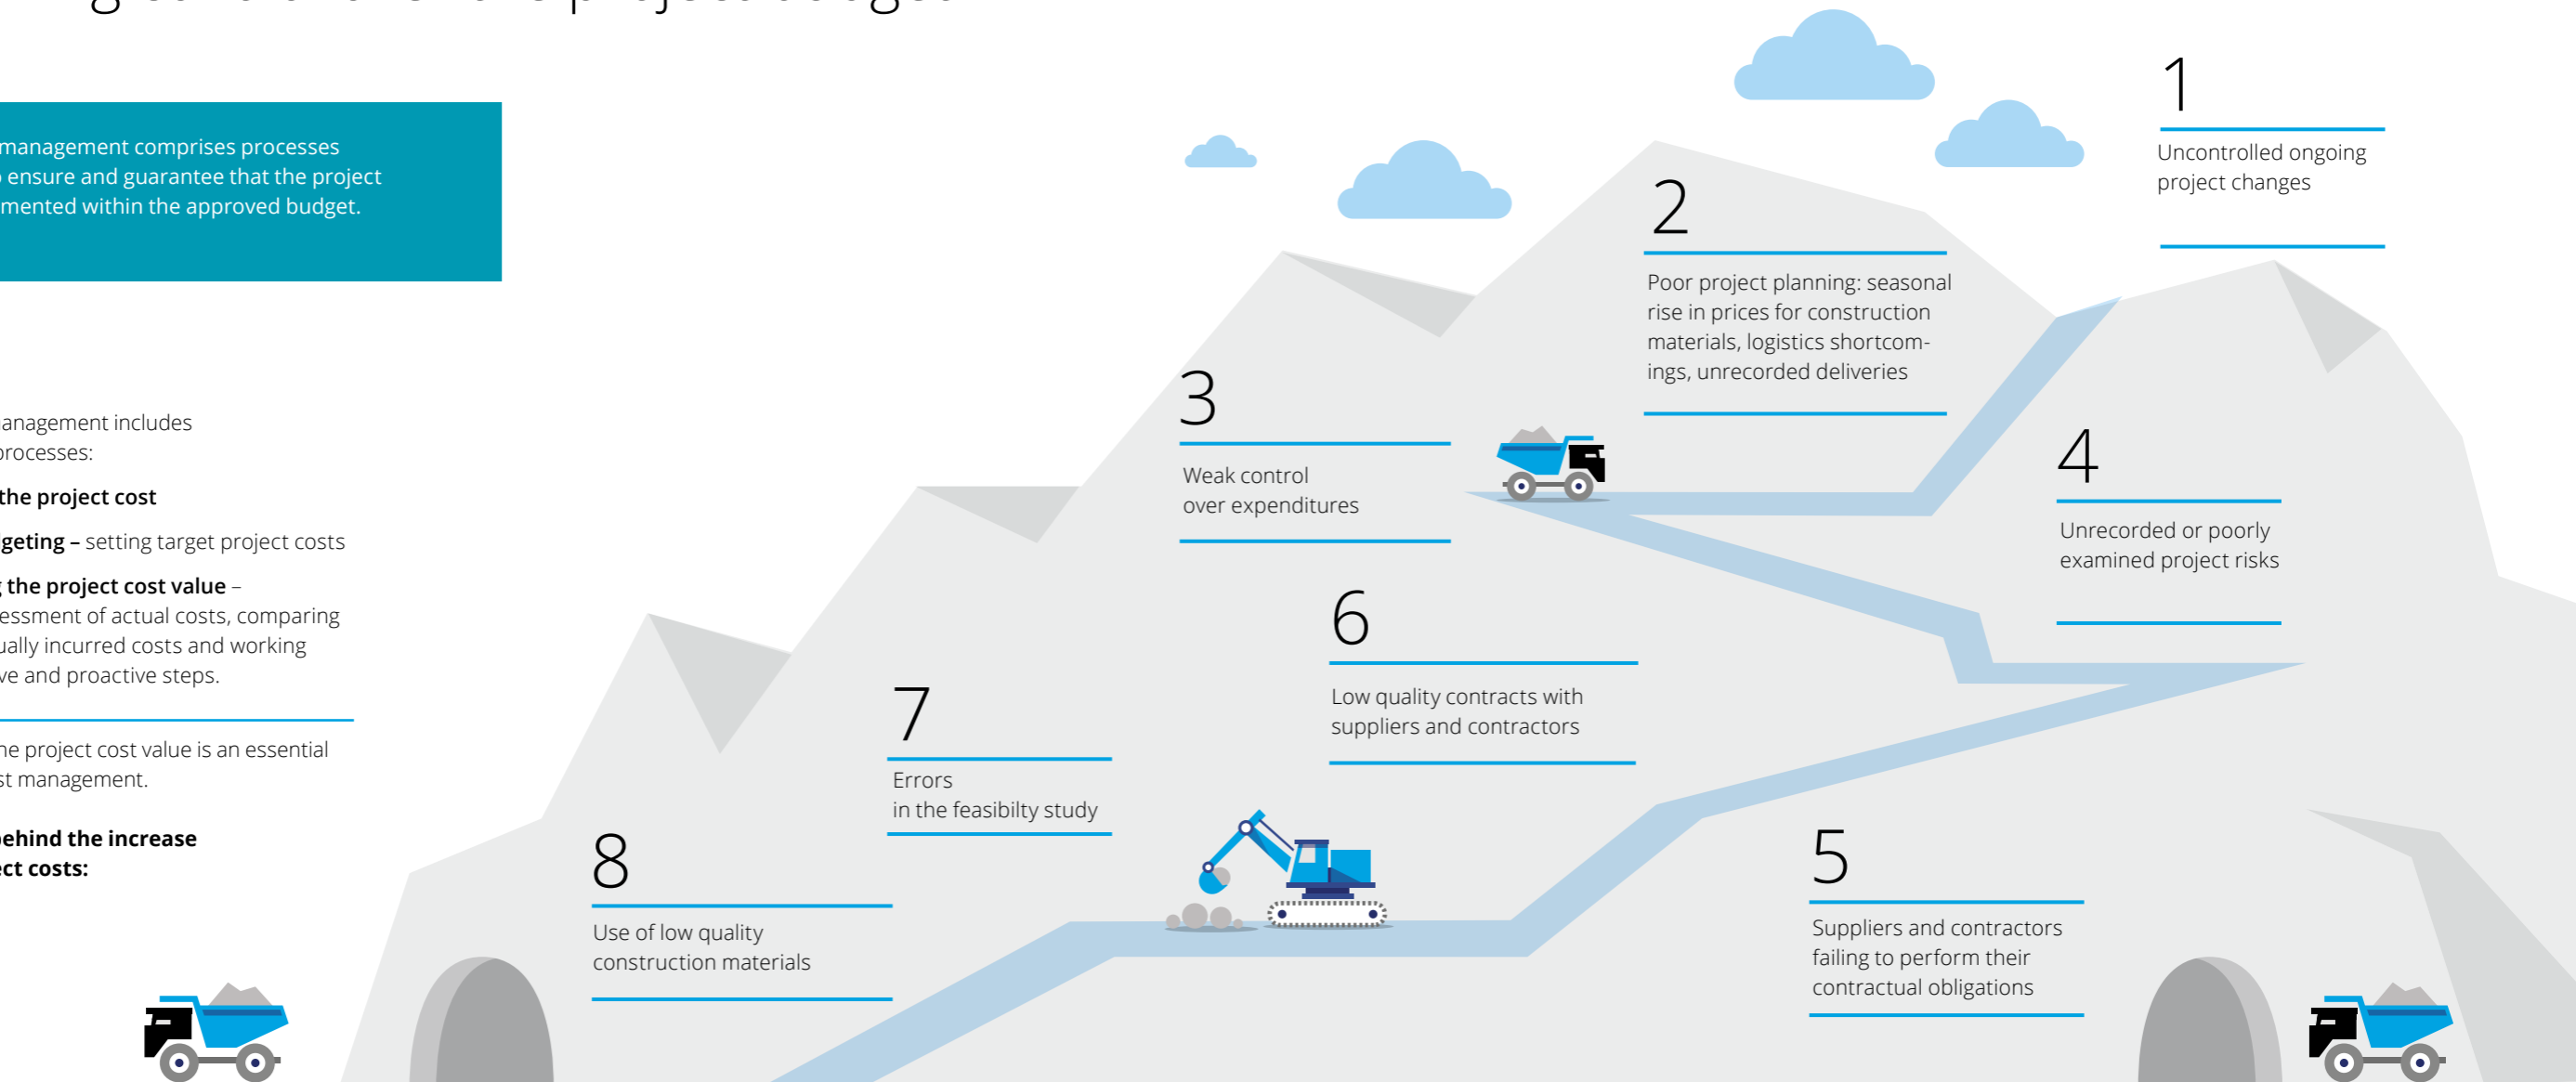 project
management comprises processes
ensure and guarantee that the project
mented within the approved budget.
anagement includes
processes:
the project cost
geting – setting target project costs
the project cost value –
essment of actual costs, comparing
ually incurred costs and working
ve and proactive steps.
he project cost value is an essential
st management.
behind the increase
ect costs:
1
Uncontrolled ongoing
project changes
2
Poor project planning: seasonal
rise in prices for construction
materials, logistics shortcom-
ings, unrecorded deliveries
3
Weak control
over expenditures
4
Unrecorded or poorly
examined project risks
5
Suppliers and contractors
failing to perform their
contractual obligations
6
Low quality contracts with
suppliers and contractors
7
Errors
in the feasibilty study
8
Use of low quality
construction materials